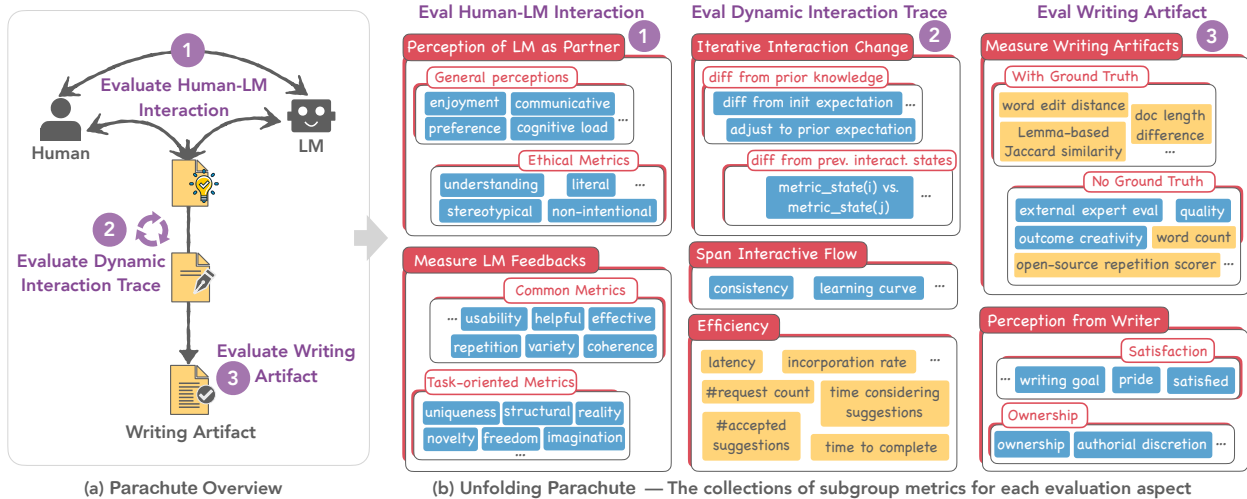 1
Evaluate Human-LM
Interaction
Human
LM
2
Evaluate Dynamic
Interaction Trace
Evaluate Writing
Artifact
3
Writing Artifact
(a) Parachute Overview
Eval Human-LM Interaction
1
Perception of LM as Partner
General perceptions
enjoyment
communicative
preference
cognitive load
...
Ethical Metrics
understanding
literal
...
stereotypical
non-intentional
Measure LM Feedbacks
Common Metrics
... usability
helpful
effective
repetition
variety
coherence
Task-oriented Metrics
uniqueness
structural
reality
novelty
freedom
imagination
...
Eval Dynamic Interaction Trace
2
Iterative Interaction Change
diff from prior knowledge
diff from init expectation
...
adjust to prior expectation
diff from prev. interact. states
metric_state(i) vs.
metric_state(j)
...
Span Interactive Flow
consistency
learning curve
...
Efficiency
latency
incorporation rate
...
#request count
time considering
suggestions
#accepted
suggestions
time to complete
Eval Writing Artifact
3
Measure Writing Artifacts
With Ground Truth
word edit distance
doc length
difference
Lemma-based
Jaccard similarity
...
No Ground Truth
external expert eval
quality
outcome creativity
word count
open-source repetition scorer
...
Perception from Writer
Satisfaction
... writing goal
pride
satisfied
Ownership
ownership
authorial discretion
...
(b) Unfolding Parachute — The collections of subgroup metrics for each evaluation aspect